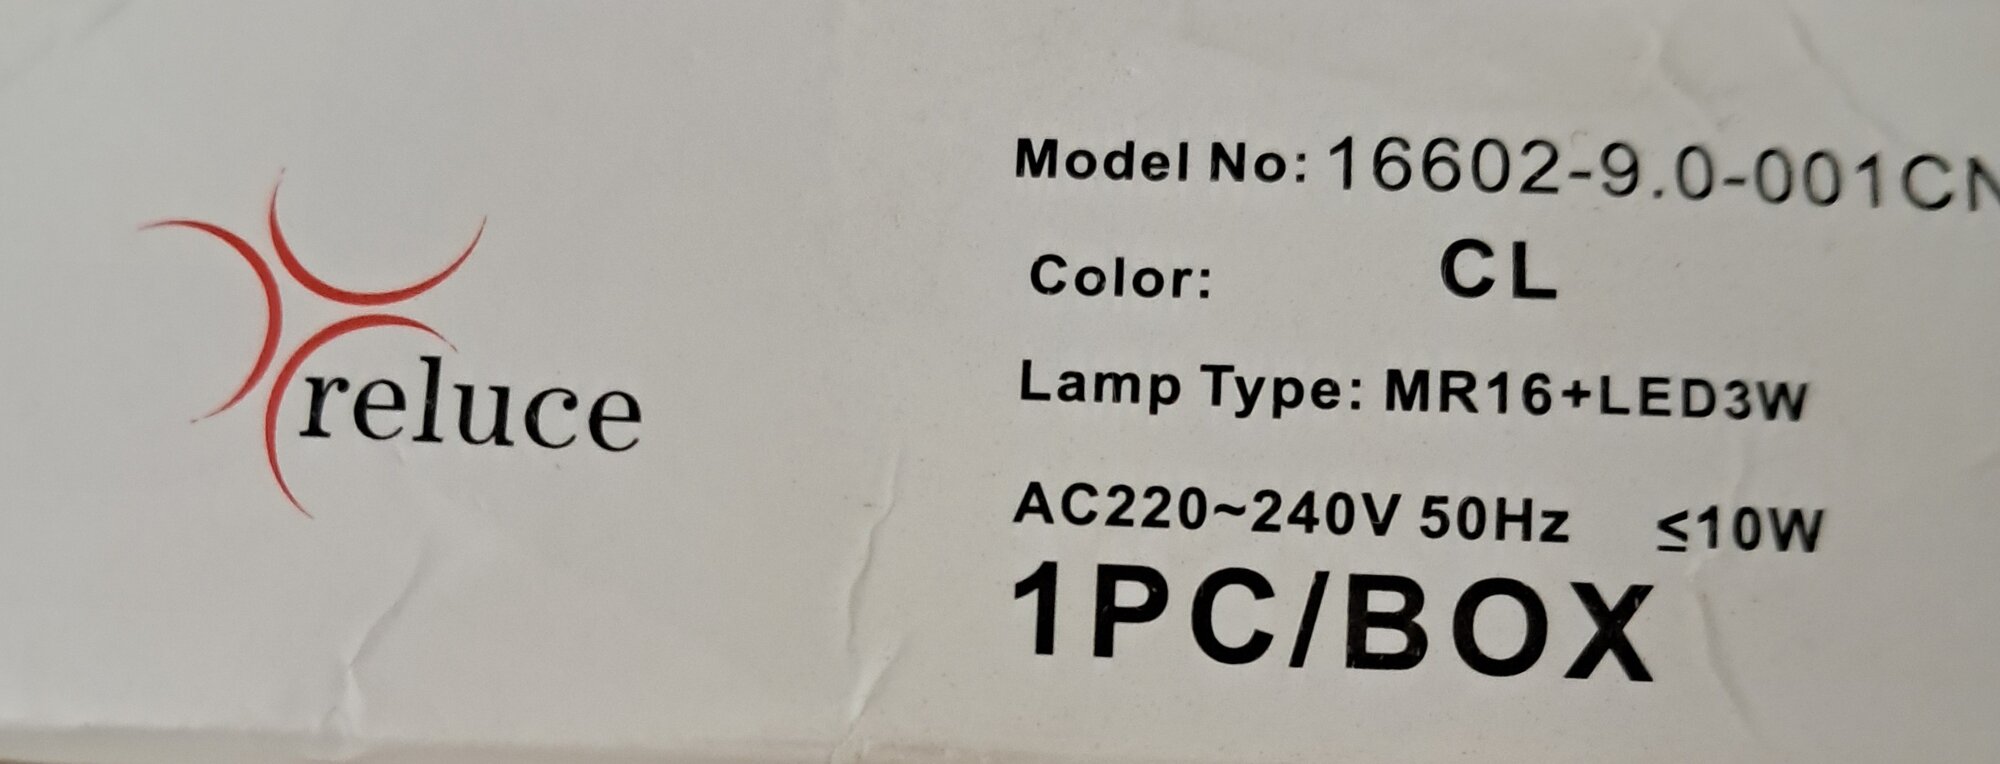 reluce
Model No: 16602-9.0-001CN
Color: CL
Lamp Type: MR16+LED3W
AC220~240V 50Hz ≤10W
1PC/BOX